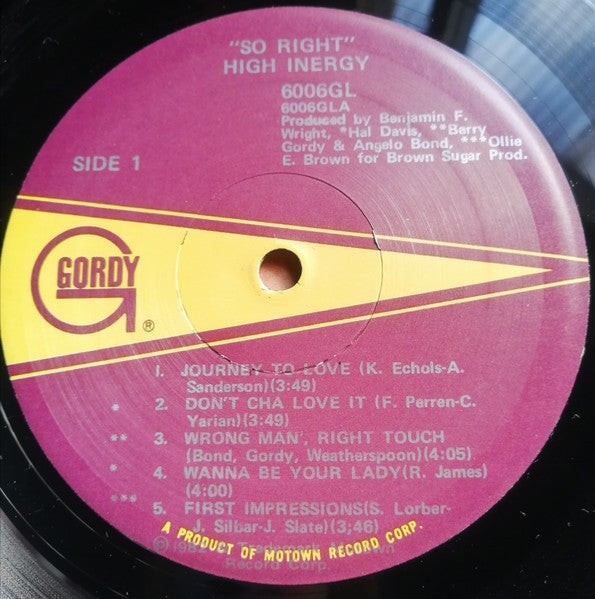 "SO RIGHT"
HIGH INERGY
6006GL
6006GLA
Produced by Benjamin F.
Wright, *Hal Davis, **Berry
Gordy & Angelo Bond, ***Ollie
E. Brown for Brown Sugar Prod.
SIDE 1
GORDY
®
1. JOURNEY TO LOVE (K. Echols-A.
Sanderson)(3:49)
* 2. DON'T CHA LOVE IT (F. Perren-C.
Yarian)(3:49)
** 3. WRONG MAN', RIGHT TOUCH
(Bond, Gordy, Weatherspoon)(4:05)
* 4. WANNA BE YOUR LADY(R. James)
(4:00)
*** 5. FIRST IMPRESSIONS(S. Lorber-
J. Silbar-J. Slate)(3;46)
A PRODUCT OF MOTOWN RECORD CORP.
Trademark Motown
Record Corp.